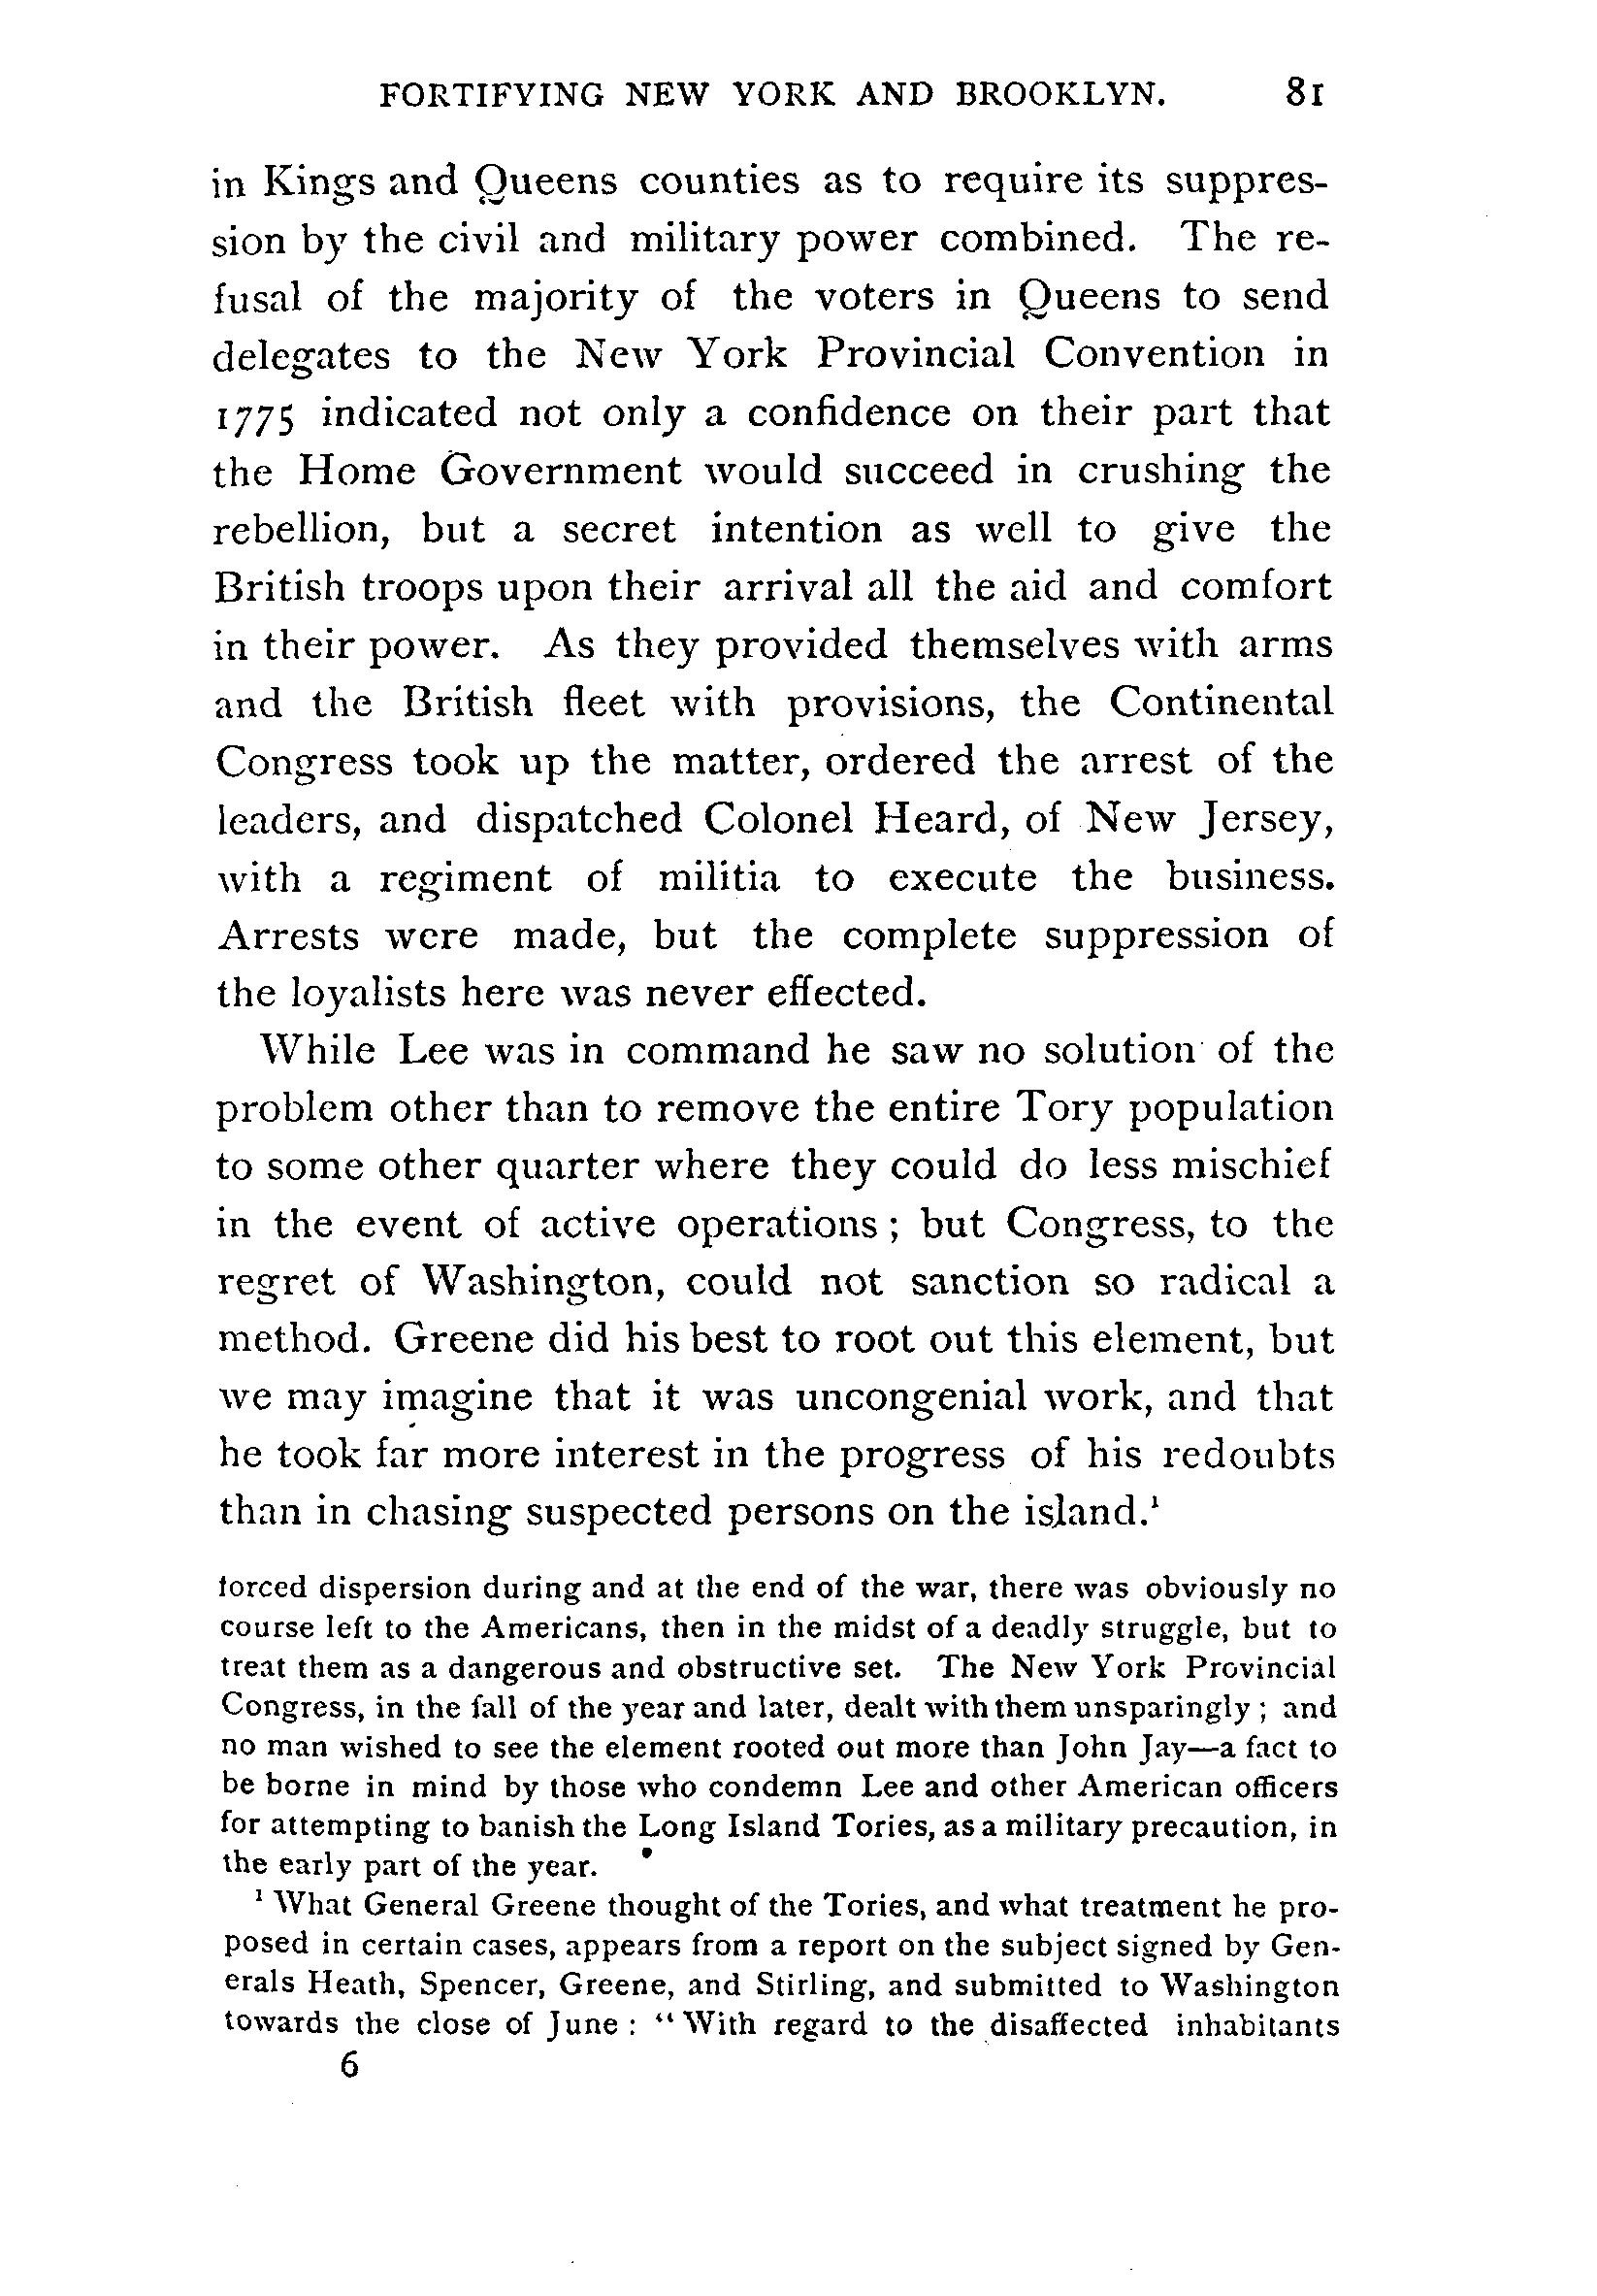 FORTIFYING NEW YORK AND BROOKLYN. 81
in Kings and Queens counties as to require its suppres-
sion by the civil and military power combined. The re-
fusal of the majority of the voters in Queens to send
delegates to the New York Provincial Convention in
1775 indicated not only a confidence on their part that
the Home Government would succeed in crushing the
rebellion, but a secret intention as well to give the
British troops upon their arrival all the aid and comfort
in their power. As they provided themselves with arms
and the British fleet with provisions, the Continental
Congress took up the matter, ordered the arrest of the
leaders, and dispatched Colonel Heard, of New Jersey,
with a regiment of militia to execute the business.
Arrests were made, but the complete suppression of
the loyalists here was never effected.
While Lee was in command he saw no solution of the
problem other than to remove the entire Tory population
to some other quarter where they could do less mischief
in the event of active operations ; but Congress, to the
regret of Washington, could not sanction so radical a
method. Greene did his best to root out this element, but
we may imagine that it was uncongenial work, and that
he took far more interest in the progress of his redoubts
than in chasing suspected persons on the island.¹
forced dispersion during and at the end of the war, there was obviously no
course left to the Americans, then in the midst of a deadly struggle, but to
treat them as a dangerous and obstructive set. The New York Provincial
Congress, in the fall of the year and later, dealt with them unsparingly ; and
no man wished to see the element rooted out more than John Jay—a fact to
be borne in mind by those who condemn Lee and other American officers
for attempting to banish the Long Island Tories, as a military precaution, in
the early part of the year.
¹ What General Greene thought of the Tories, and what treatment he pro-
posed in certain cases, appears from a report on the subject signed by Gen-
erals Heath, Spencer, Greene, and Stirling, and submitted to Washington
towards the close of June : “ With regard to the disaffected inhabitants
6